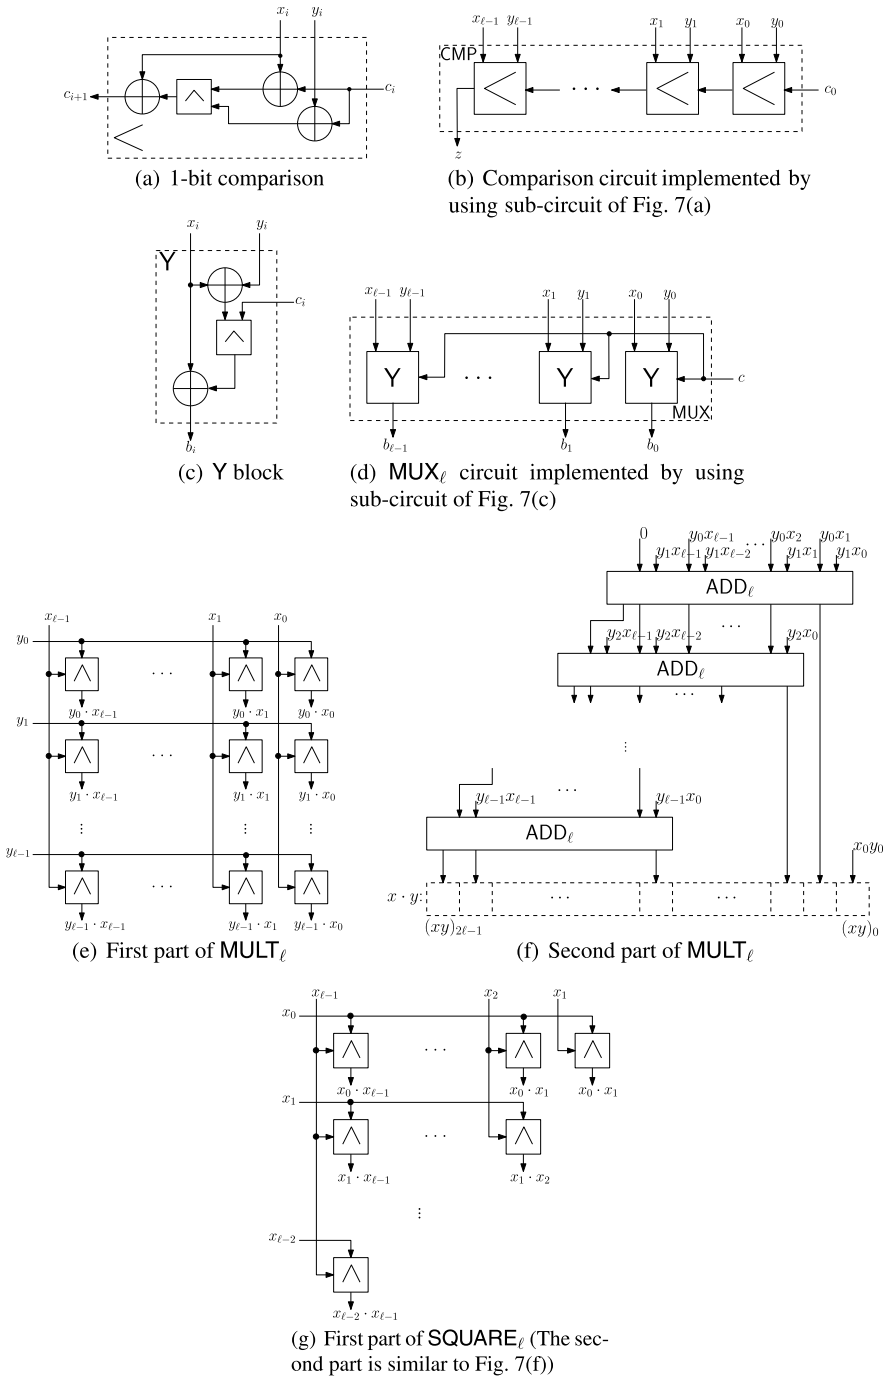 x_i y_i
c_{i+1} ∧ c_i
<
(a) 1-bit comparison
x_{ℓ−1} y_{ℓ−1} x_1 y_1 x_0 y_0
CMP
< ··· < < c_0
z
(b) Comparison circuit implemented by
using sub-circuit of Fig. 7(a)
x_i y_i
Y
c_i
∧
b_i
(c) Y block
x_{ℓ−1} y_{ℓ−1} x_1 y_1 x_0 y_0
Y ··· Y Y c
MUX
b_{ℓ−1} b_1 b_0
(d) MUX_ℓ circuit implemented by using
sub-circuit of Fig. 7(c)
x_{ℓ−1} x_1 x_0
y_0
∧ ··· ∧ ∧
y_0 · x_{ℓ−1} y_0 · x_1 y_0 · x_0
y_1
∧ ··· ∧ ∧
y_1 · x_{ℓ−1} y_1 · x_1 y_1 · x_0
⋮ ⋮ ⋮
y_{ℓ−1}
∧ ··· ∧ ∧
y_{ℓ−1} · x_{ℓ−1} y_{ℓ−1} · x_1 y_{ℓ−1} · x_0
(e) First part of MULT_ℓ
0 y_0x_{ℓ−1} ··· y_0x_2 y_0x_1
y_1x_{ℓ−1} y_1x_{ℓ−2} y_1x_1 y_1x_0
ADD_ℓ
···
y_2x_{ℓ−1} y_2x_{ℓ−2} y_2x_0
ADD_ℓ
···
⋮
···
y_{ℓ−1}x_{ℓ−1} y_{ℓ−1}x_0
ADD_ℓ
x_0y_0
x · y: ··· ···
(xy)_{2ℓ−1} (xy)_0
(f) Second part of MULT_ℓ
x_{ℓ−1} x_2 x_1
x_0
∧ ··· ∧ ∧
x_0 · x_{ℓ−1} x_0 · x_1 x_0 · x_1
x_1
∧ ··· ∧
x_1 · x_{ℓ−1} x_1 · x_2
⋮
x_{ℓ−2}
∧
x_{ℓ−2} · x_{ℓ−1}
(g) First part of SQUARE_ℓ (The sec-
ond part is similar to Fig. 7(f))